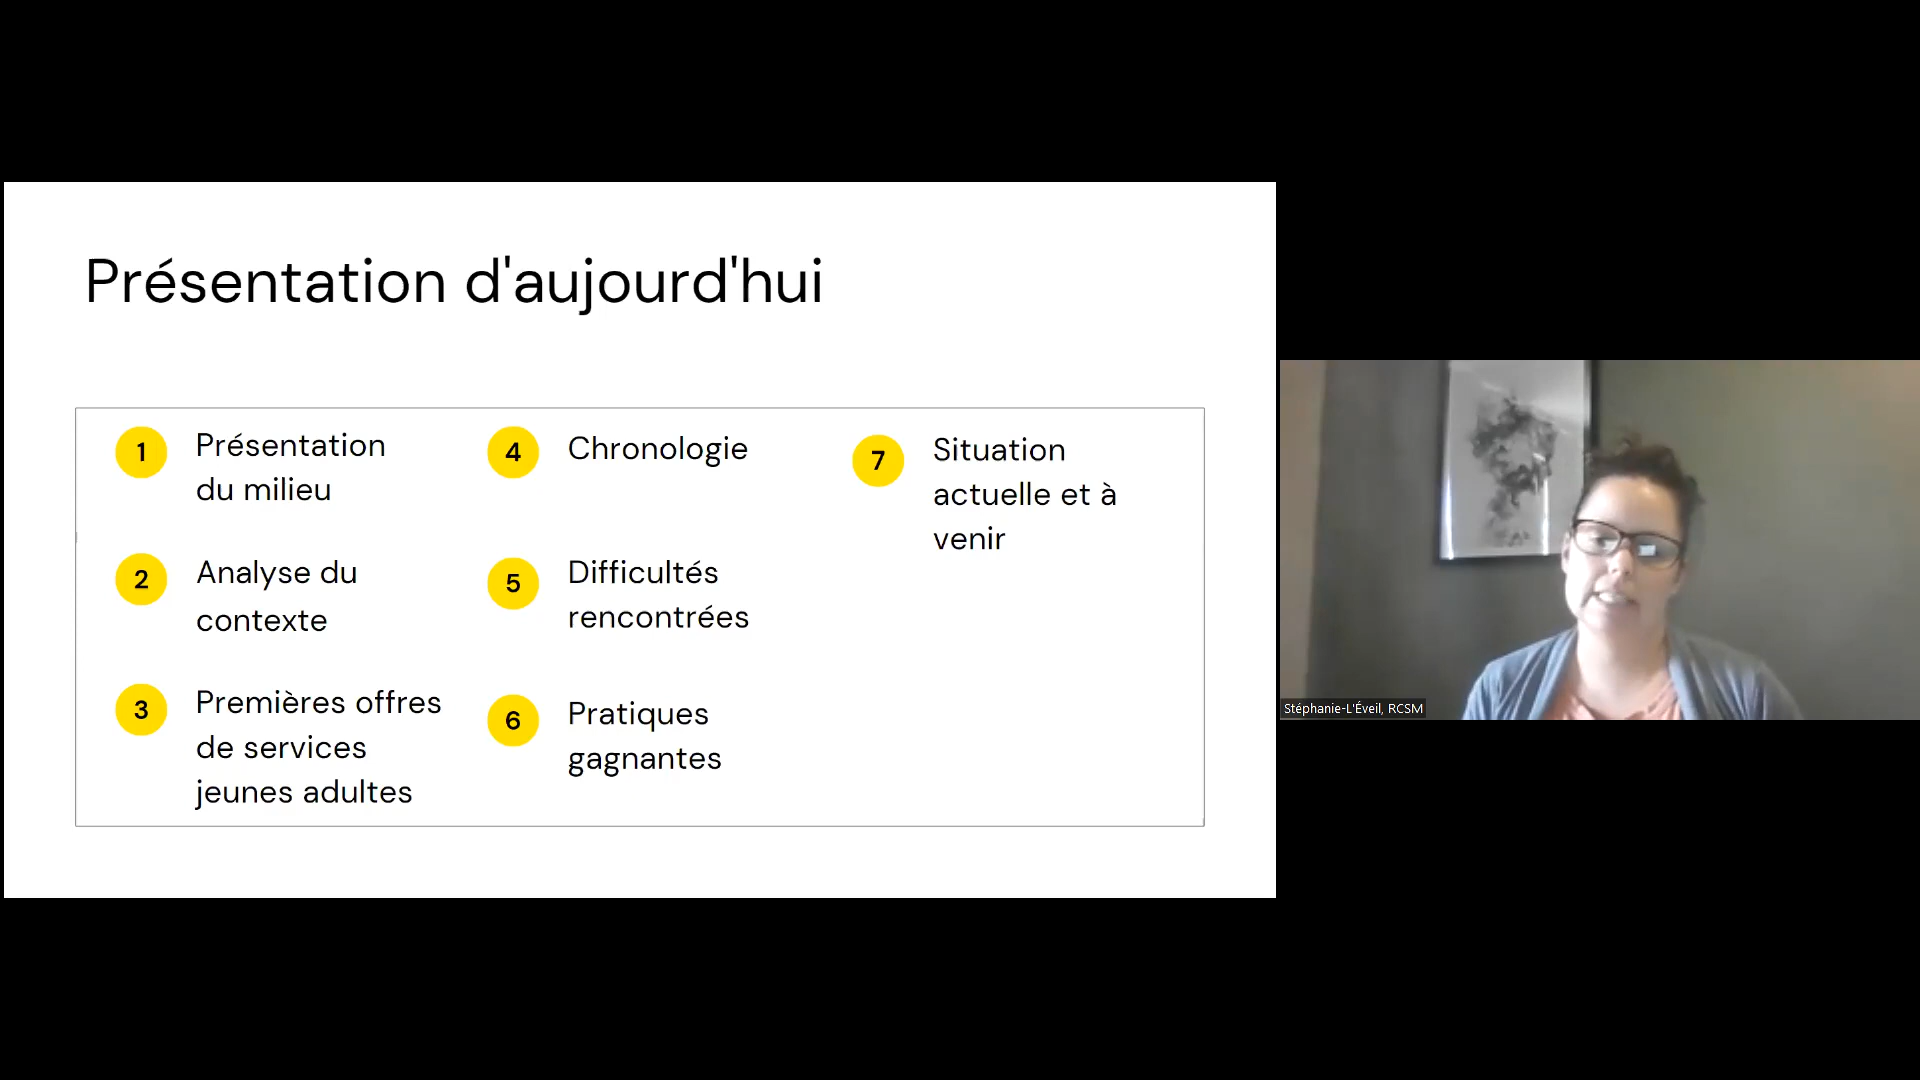 Présentation d'aujourd'hui
1
Présentation
du milieu
2
Analyse du
contexte
3
Premières offres
de services
jeunes adultes
4
Chronologie
5
Difficultés
rencontrées
6
Pratiques
gagnantes
7
Situation
actuelle et à
venir
Stéphanie-L'Éveil, RCSM